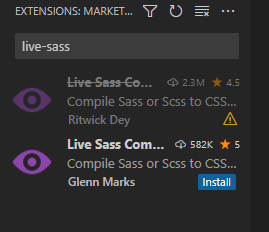 EXTENSIONS: MARKET...
live-sass
Live Sass Co... 2.3M 4.5
Compile Sass or Scss to CSS...
Ritwick Dey
Live Sass Com... 582K 5
Compile Sass or Scss to CSS...
Glenn Marks Install